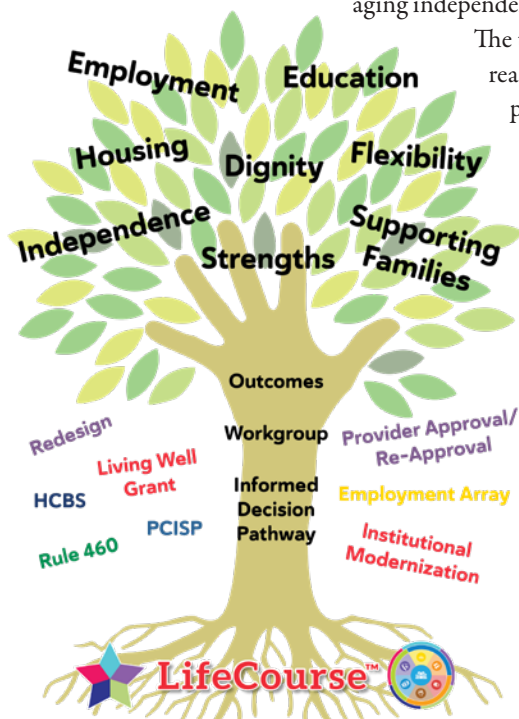 aging independe
The
rea
p
Employment
Education
Housing
Dignity
Flexibility
Independence
Strengths
Supporting
Families
Outcomes
Redesign
Workgroup
Provider Approval/
Re-Approval
Living Well
Grant
HCBS
Informed
Decision
Pathway
Employment Array
PCISP
Rule 460
Institutional
Modernization
LifeCourse™